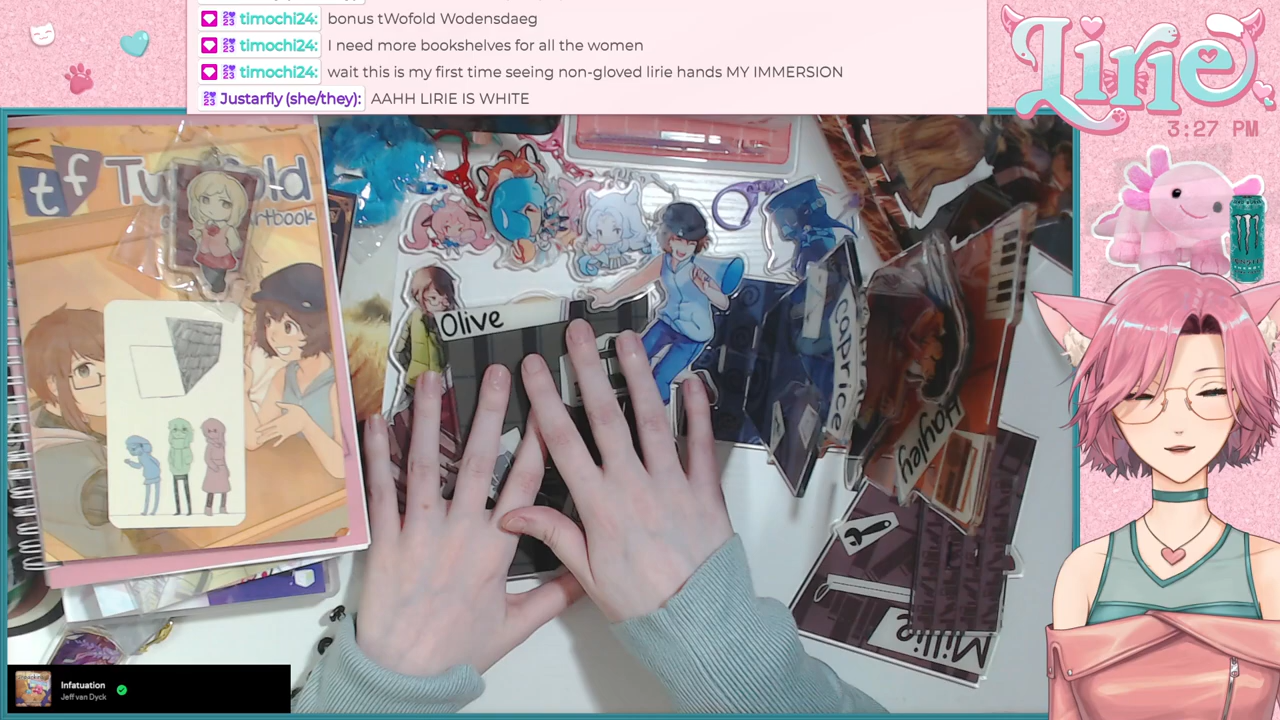 timochi24: bonus tWofold Wodensdaeg
timochi24: I need more bookshelves for all the women
timochi24: wait this is my first time seeing non-gloved lirie hands MY IMMERSION
Justarfly (she/they): AAHH LIRIE IS WHITE
Lirie
3:27 PM
tf
artbook
Olive
CAPRICE
Hayley
Millie
Infatuation
Jeff van Dyck